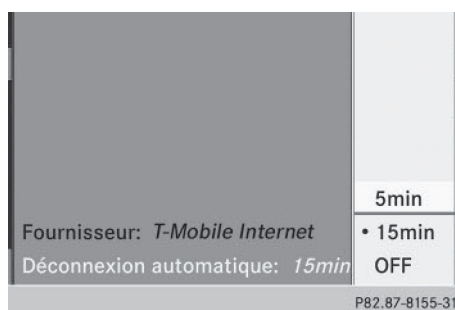 5min
Fournisseur: T-Mobile Internet
• 15min
Déconnexion automatique: 15min
OFF
P82.87-8155-31